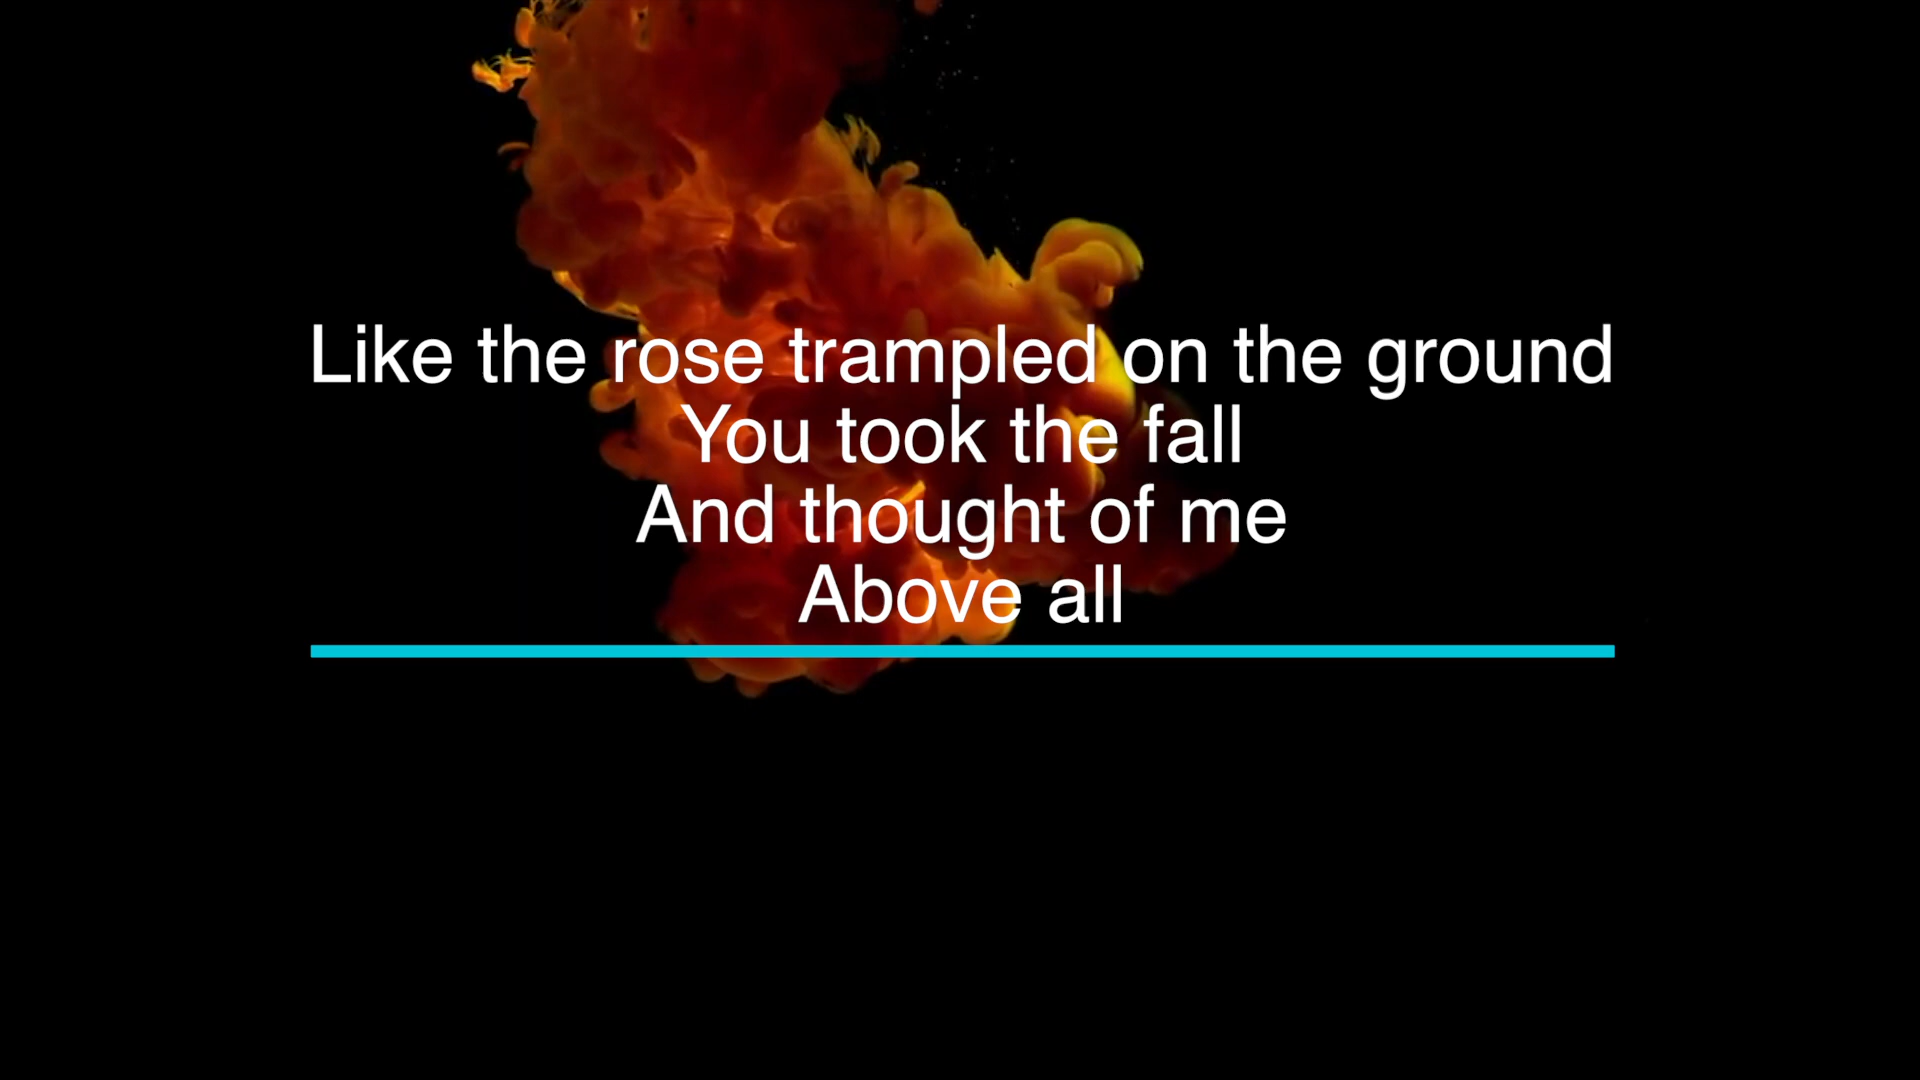 Like the rose trampled on the ground
You took the fall
And thought of me
Above all